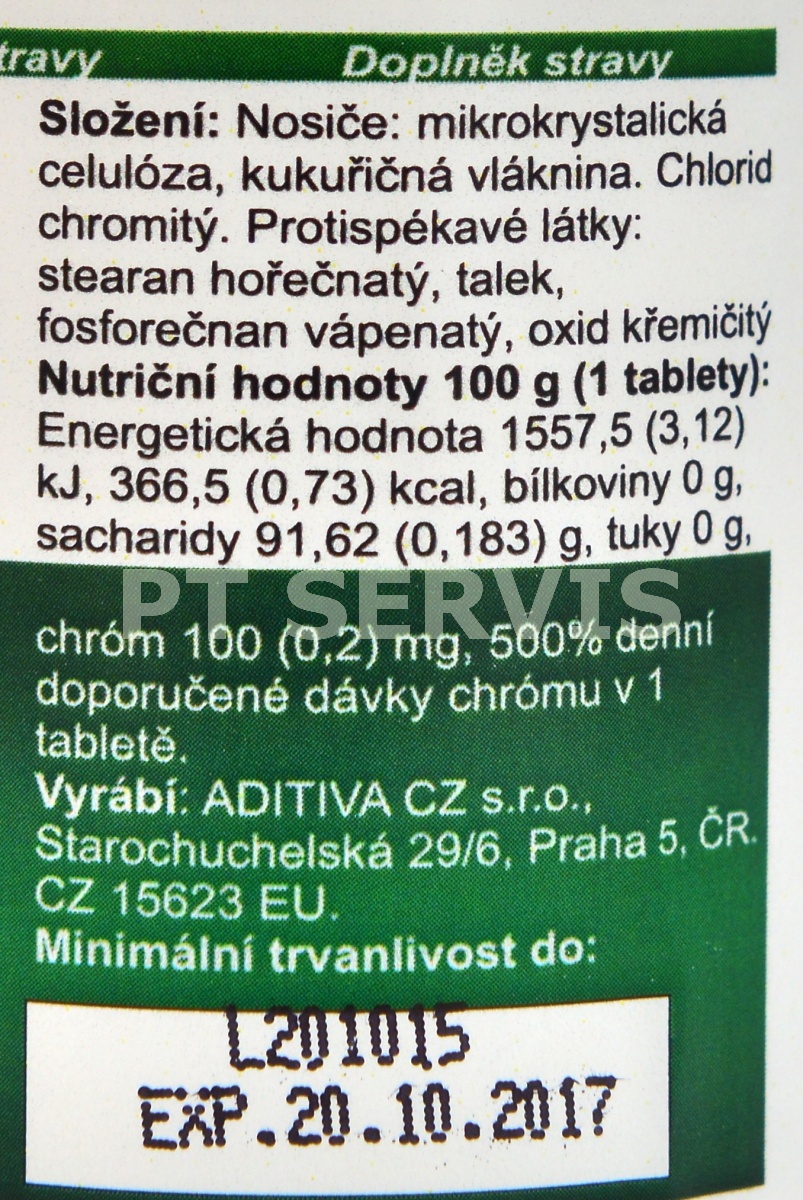 travy Doplněk stravy
Složení: Nosiče: mikrokrystalická
celulóza, kukuřičná vláknina. Chlorid
chromitý. Protispékavé látky:
stearan hořečnatý, talek,
fosforečnan vápenatý, oxid křemičitý
Nutriční hodnoty 100 g (1 tablety):
Energetická hodnota 1557,5 (3,12)
kJ, 366,5 (0,73) kcal, bílkoviny 0 g,
sacharidy 91,62 (0,183) g, tuky 0 g,
PT SERVIS
chróm 100 (0,2) mg, 500% denní
doporučené dávky chrómu v 1
tabletě.
Vyrábí: ADITIVA CZ s.r.o.,
Starochuchelská 29/6, Praha 5, ČR.
CZ 15623 EU.
Minimální trvanlivost do:
L201015
EXP.20.10.2017